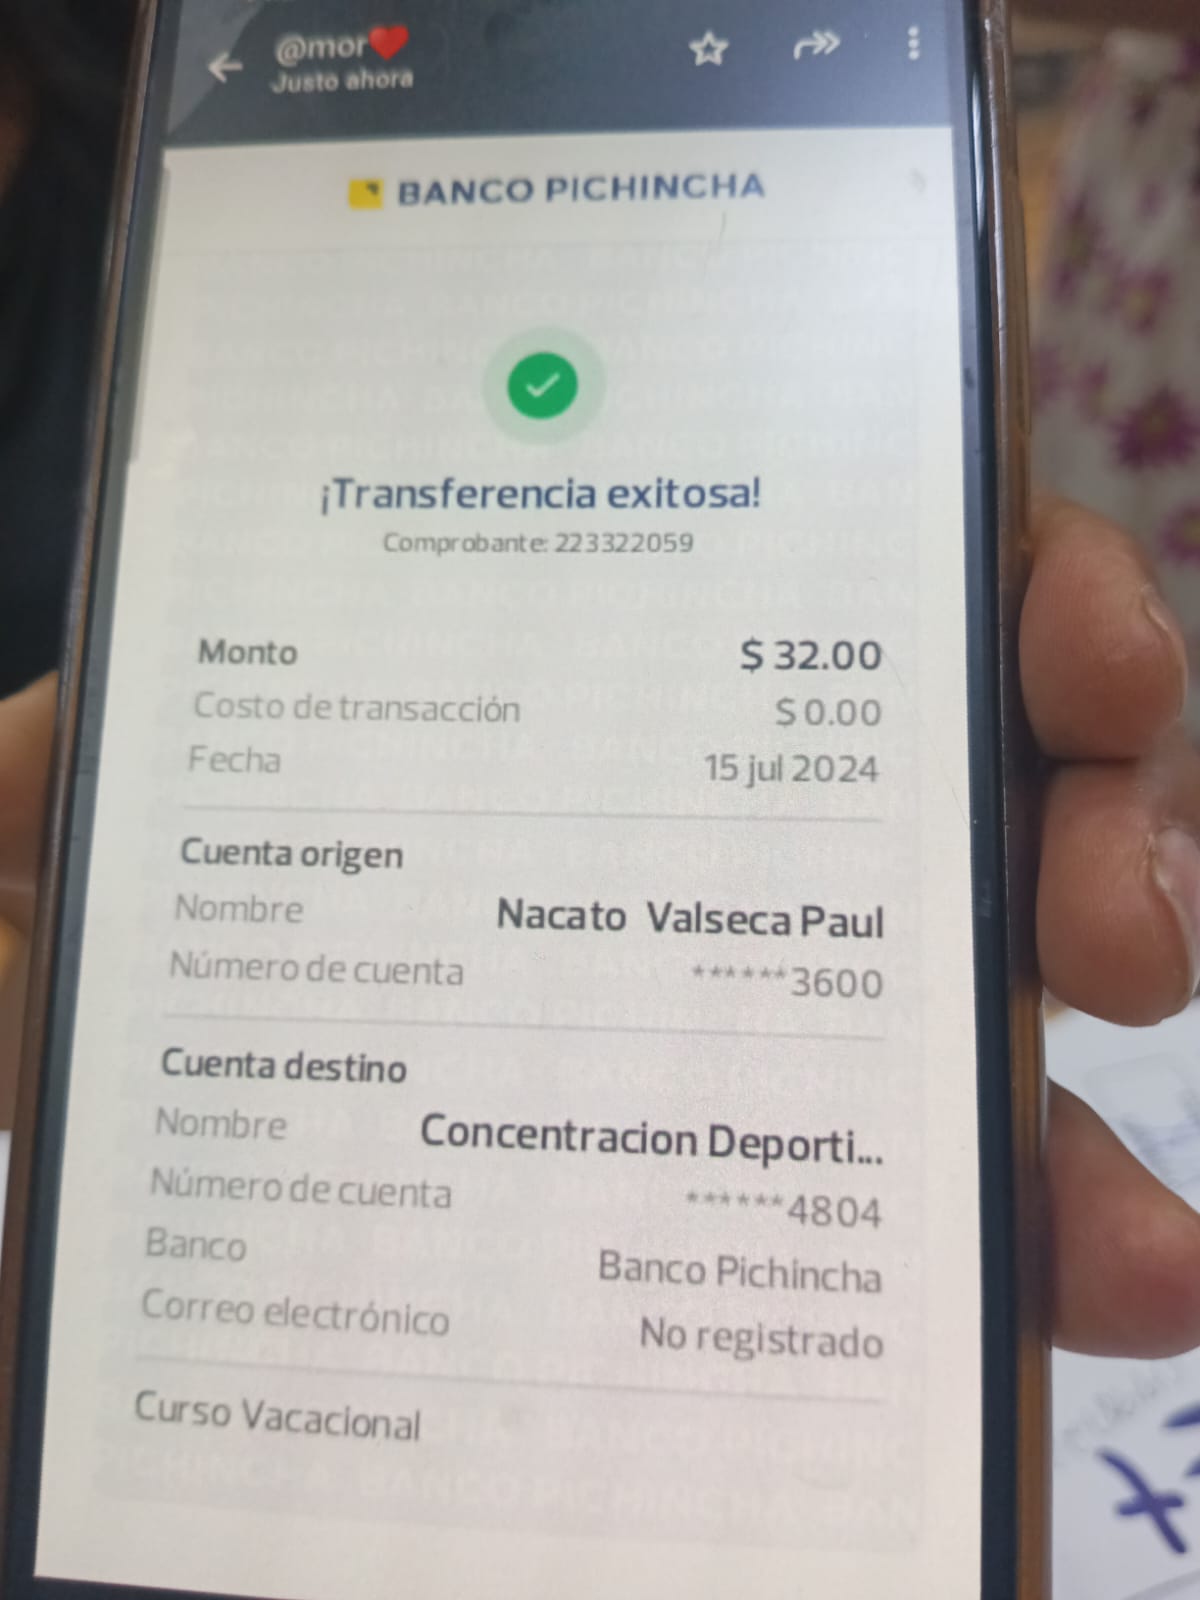 @mor❤️
Justo ahora
BANCO PICHINCHA
¡Transferencia exitosa!
Comprobante: 223322059
Monto $ 32.00
Costo de transacción $ 0.00
Fecha 15 jul 2024
Cuenta origen
Nombre Nacato Valseca Paul
Número de cuenta ******3600
Cuenta destino
Nombre Concentracion Deporti...
Número de cuenta ******4804
Banco Banco Pichincha
Correo electrónico No registrado
Curso Vacacional